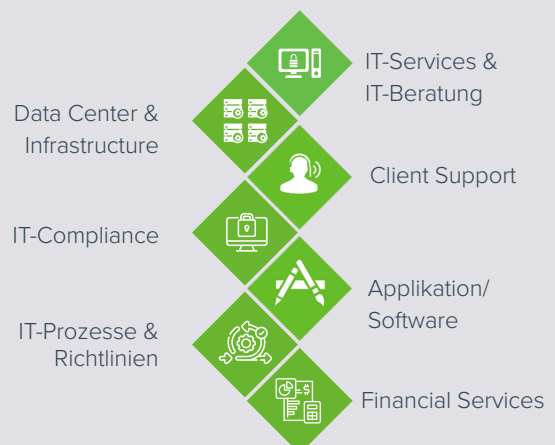 IT-Services &
IT-Beratung
Data Center &
Infrastructure
Client Support
IT-Compliance
Applikation/
Software
IT-Prozesse &
Richtlinien
Financial Services